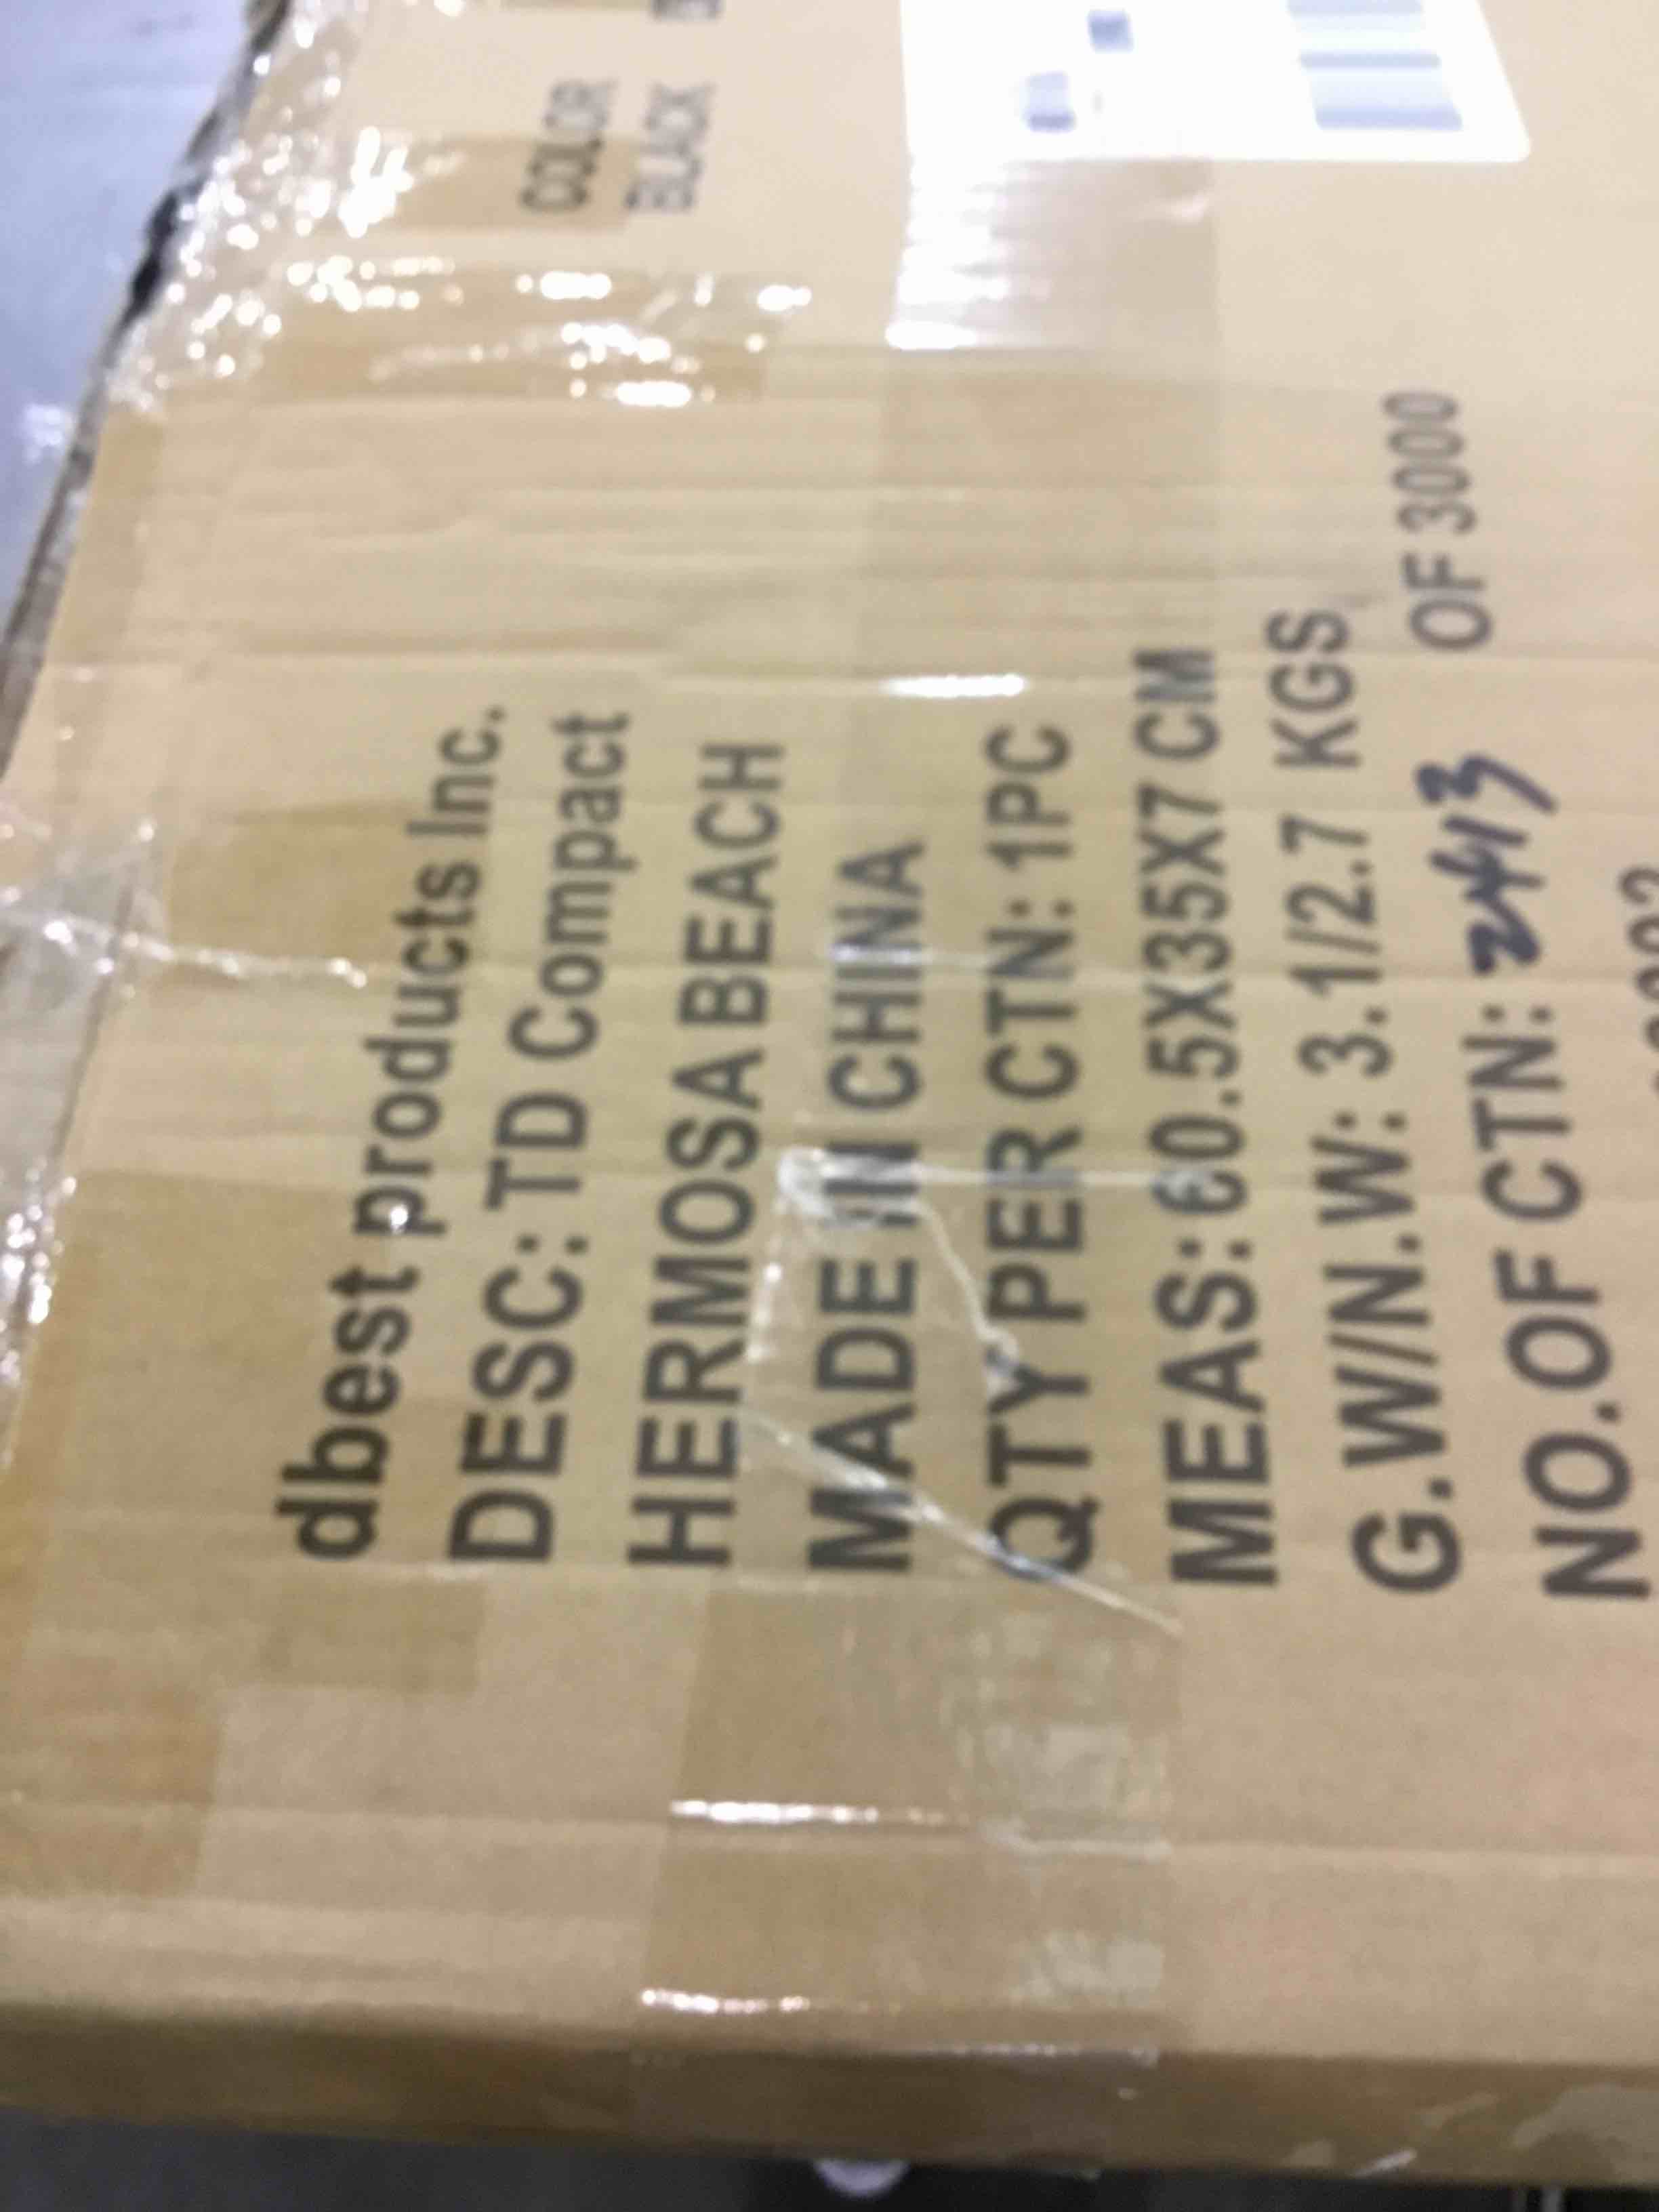 dbest products Inc.
DESC: TD Compact
HERMOSA BEACH
MADE IN CHINA
QTY PER CTN: 1PC
MEAS: 60.5X35X7 CM
G.W/N.W: 3.1/2.7 KGS
NO.OF CTN: 2413 OF 3000
COLOR
BLACK